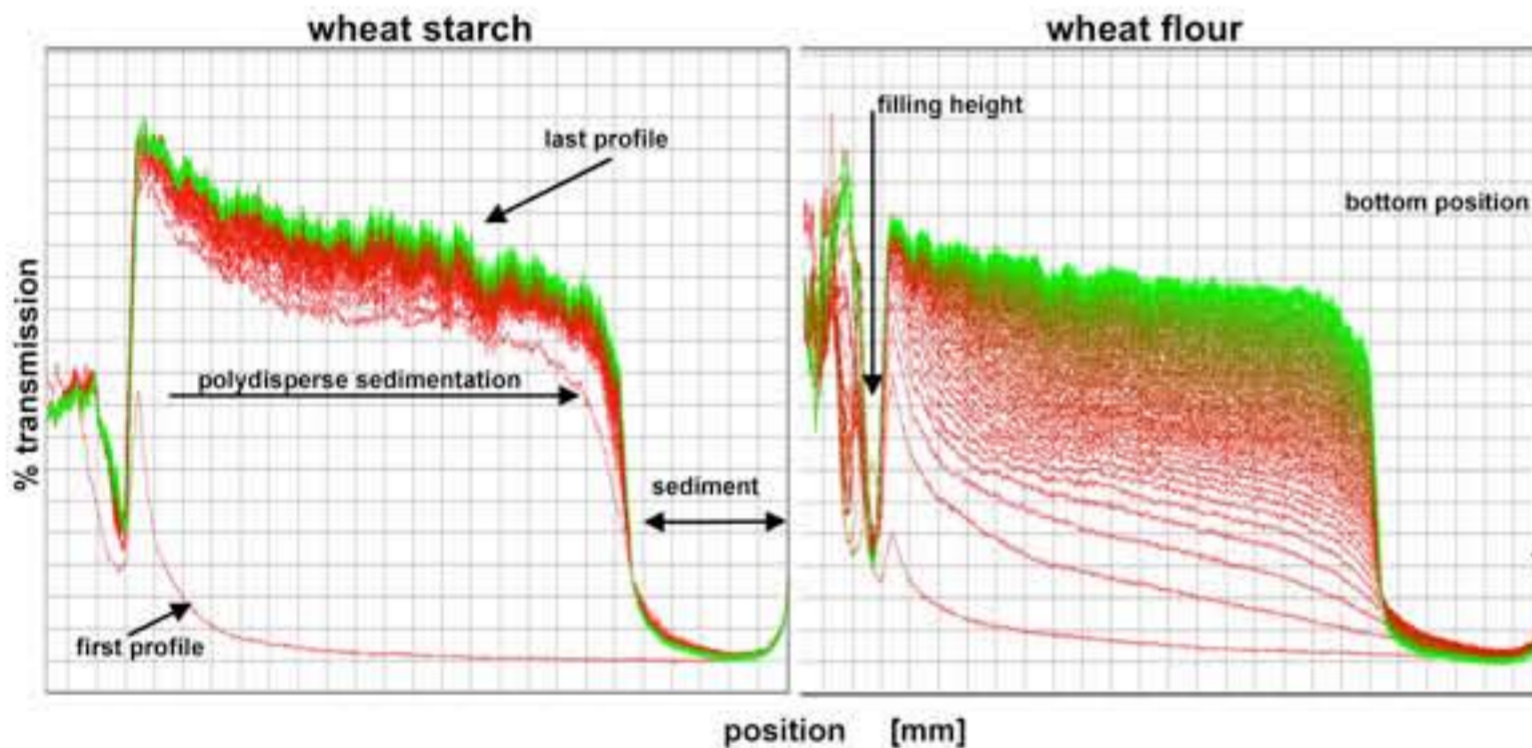 wheat starch
wheat flour
filling height
last profile
bottom position
% transmission
polydisperse sedimentation
sediment
first profile
position [mm]